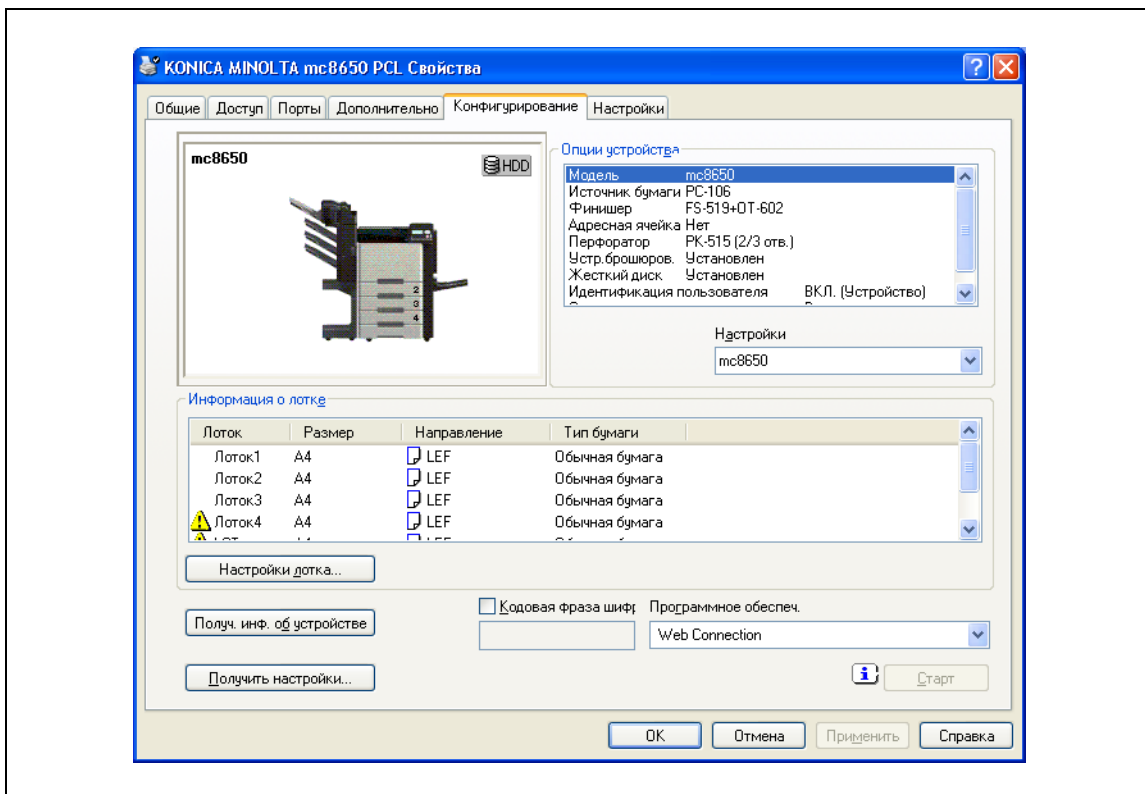 KONICA MINOLTA mc8650 PCL Свойства
Общие Доступ Порты Дополнительно Конфигурирование Настройки
mc8650
HDD
2
3
4
Опции устройства
Модель mc8650
Источник бумаги PC-106
Финишер FS-519+OT-602
Адресная ячейка Нет
Перфоратор PK-515 (2/3 отв.)
Устр.брошюров. Установлен
Жесткий диск Установлен
Идентификация пользователя ВКЛ. (Устройство)
Настройки
mc8650
Информация о лотке
Лоток Размер Направление Тип бумаги
Лоток1 A4 LEF Обычная бумага
Лоток2 A4 LEF Обычная бумага
Лоток3 A4 LEF Обычная бумага
Лоток4 A4 LEF Обычная бумага
Настройки лотка...
Получ. инф. об устройстве
Кодовая фраза шифр
Программное обеспеч.
Web Connection
Получить настройки...
Старт
OK Отмена Применить Справка